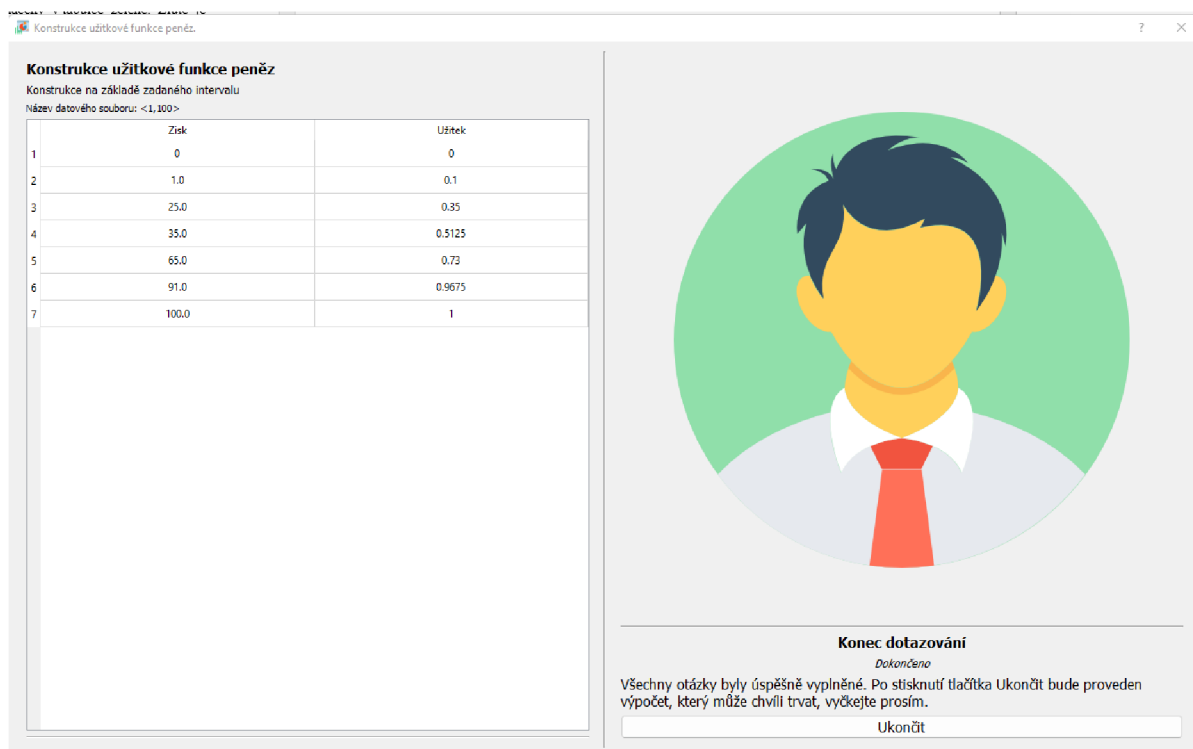 Konstrukce užitkové funkce peněz.
? ×
Konstrukce užitkové funkce peněz
Konstrukce na základě zadaného intervalu
Název datového souboru: <1,100>
Zisk Užitek
1 0 0
2 1.0 0.1
3 25.0 0.35
4 35.0 0.5125
5 65.0 0.73
6 91.0 0.9675
7 100.0 1
Konec dotazování
Dokončeno
Všechny otázky byly úspěšně vyplněné. Po stisknutí tlačítka Ukončit bude proveden
výpočet, který může chvíli trvat, vyčkejte prosím.
Ukončit